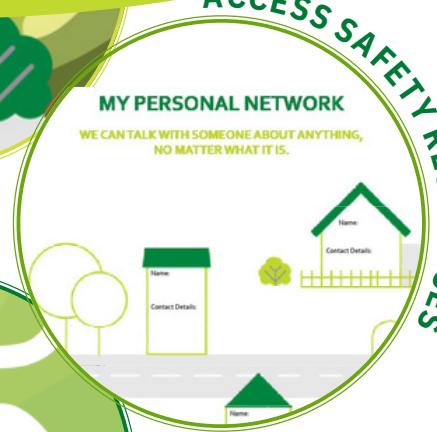 ACCESS SAFETY
MY PERSONAL NETWORK
WE CAN TALK WITH SOMEONE ABOUT ANYTHING,
NO MATTER WHAT IT IS.
Name:
Contact Details:
Name:
Contact Details:
Name: